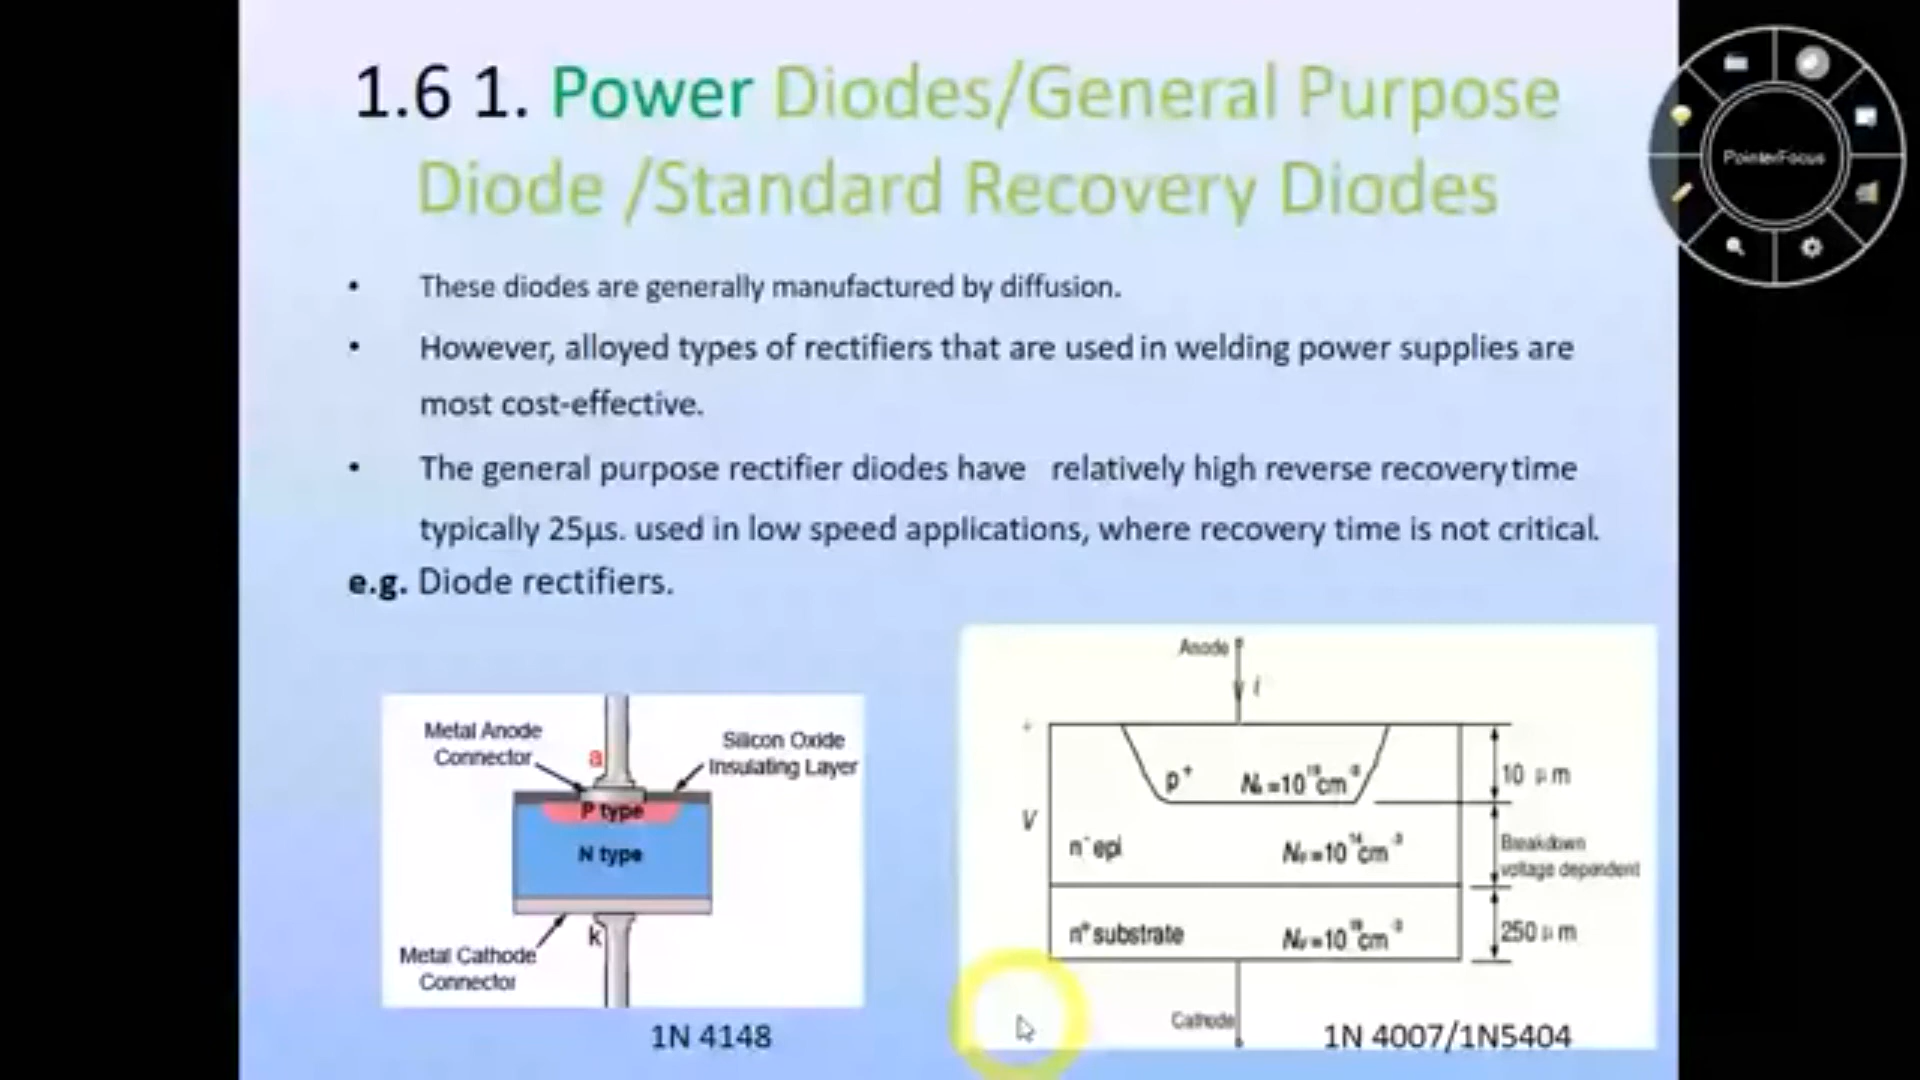 1.6 1. Power Diodes/General Purpose
Diode /Standard Recovery Diodes
PointerFocus
• These diodes are generally manufactured by diffusion.
• However, alloyed types of rectifiers that are used in welding power supplies are
most cost-effective.
• The general purpose rectifier diodes have relatively high reverse recovery time
typically 25µs. used in low speed applications, where recovery time is not critical.
e.g. Diode rectifiers.
Metal Anode
Connector
a
Silicon Oxide
Insulating Layer
P type
N type
k
Metal Cathode
Connector
1N 4148
Anode
i
+
V
p⁺
10 µm
n⁻ epi
Breakdown
voltage dependent
n⁺ substrate
250 µm
Cathode
1N 4007/1N5404